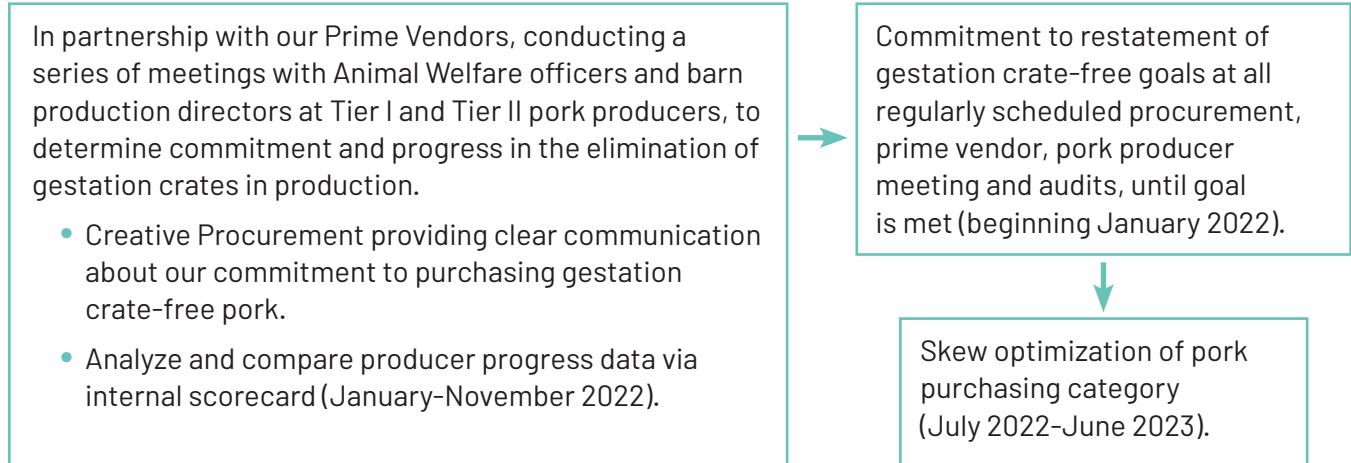 In partnership with our Prime Vendors, conducting a
series of meetings with Animal Welfare officers and barn
production directors at Tier I and Tier II pork producers, to
determine commitment and progress in the elimination of
gestation crates in production.
• Creative Procurement providing clear communication
about our commitment to purchasing gestation
crate-free pork.
• Analyze and compare producer progress data via
internal scorecard (January-November 2022).
Commitment to restatement of
gestation crate-free goals at all
regularly scheduled procurement,
prime vendor, pork producer
meeting and audits, until goal
is met (beginning January 2022).
Skew optimization of pork
purchasing category
(July 2022-June 2023).